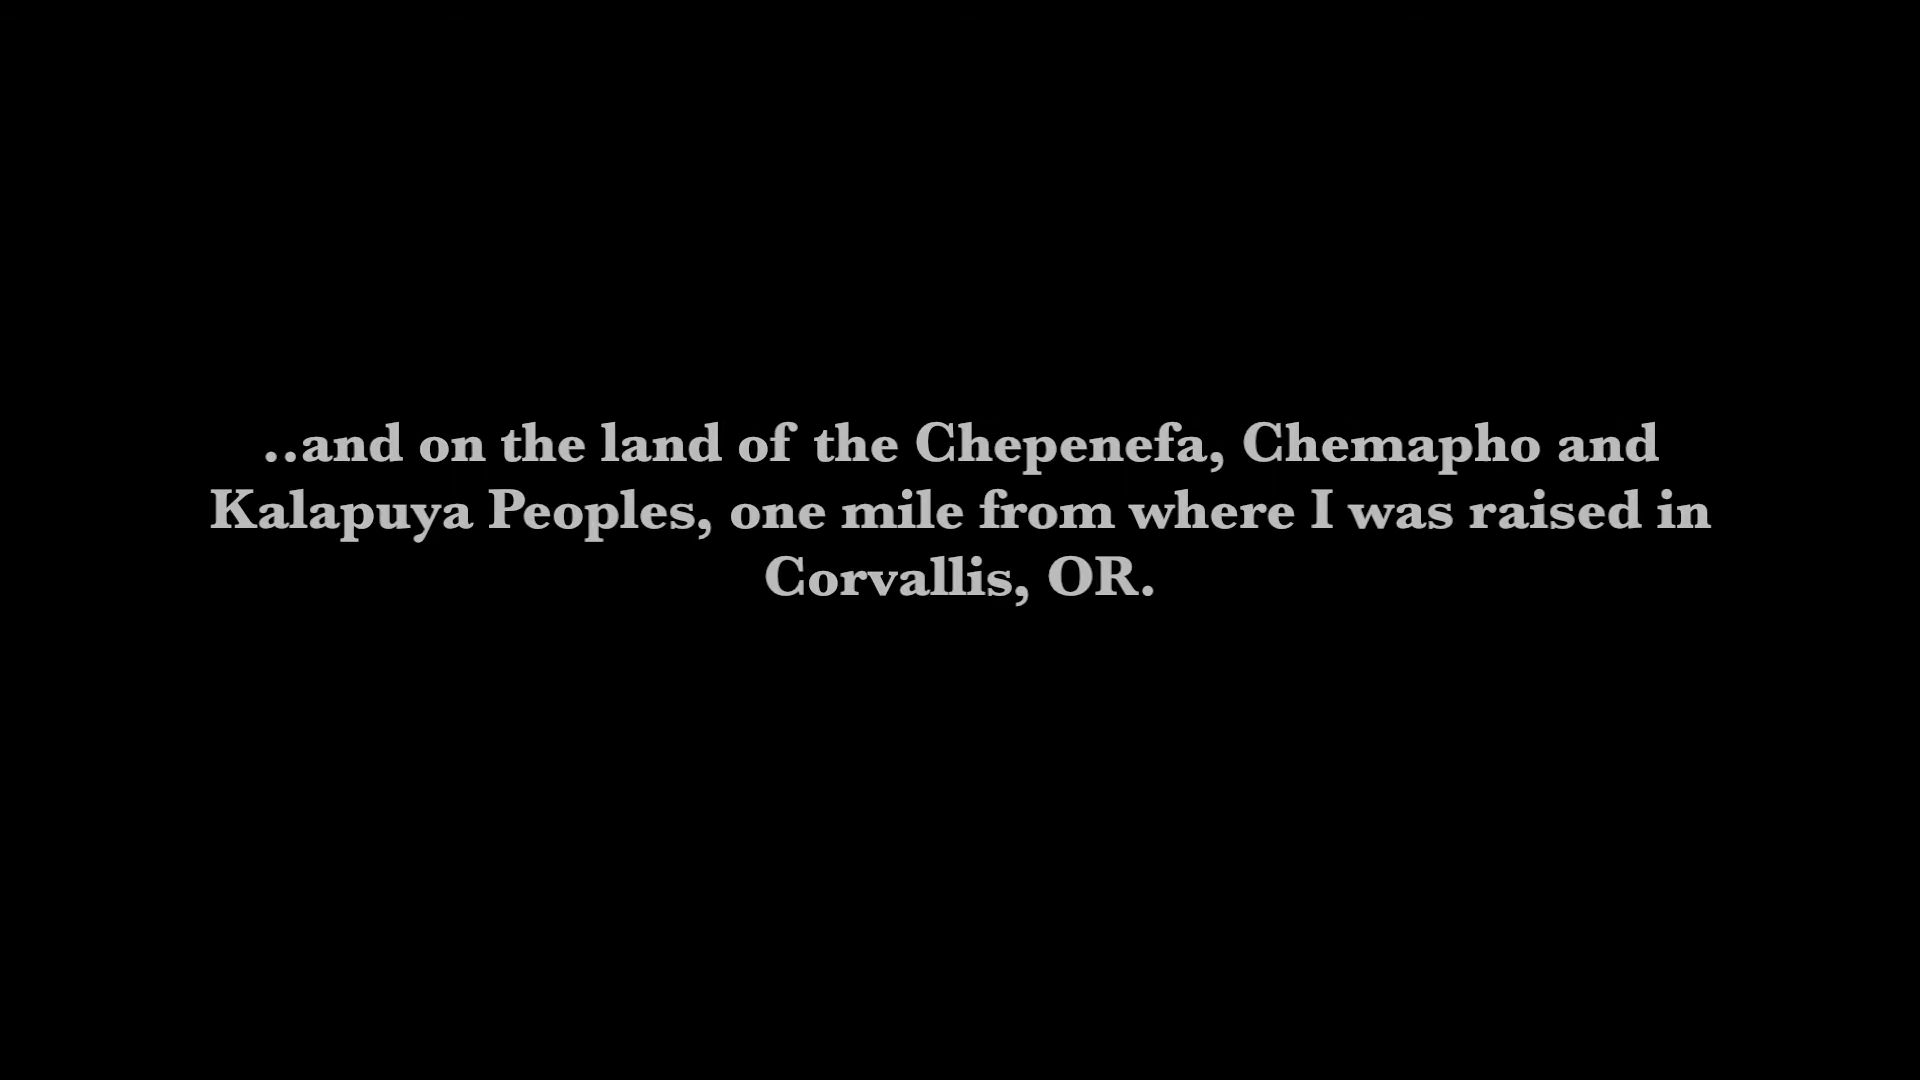 ..and on the land of the Chepenefa, Chemapho and
Kalapuya Peoples, one mile from where I was raised in
Corvallis, OR.